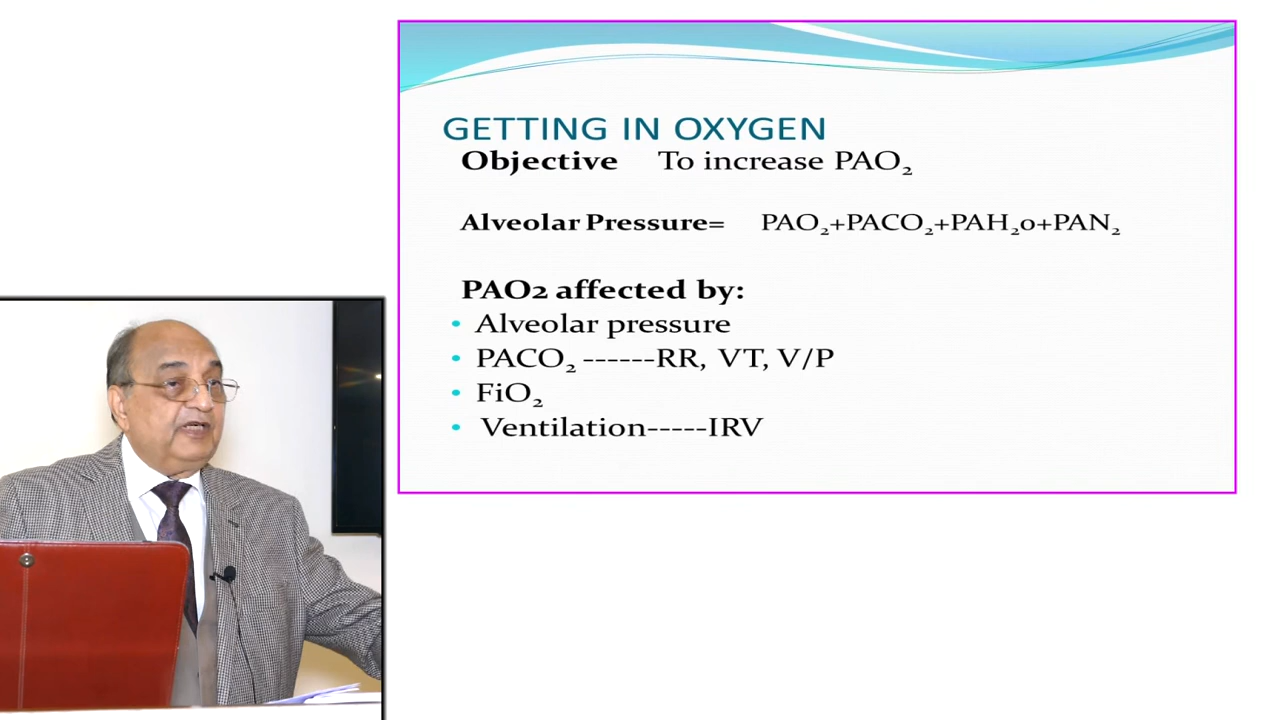 GETTING IN OXYGEN
Objective To increase PAO₂
Alveolar Pressure= PAO₂+PACO₂+PAH₂0+PAN₂
PAO2 affected by:
• Alveolar pressure
• PACO₂ ------RR, VT, V/P
• FiO₂
• Ventilation-----IRV